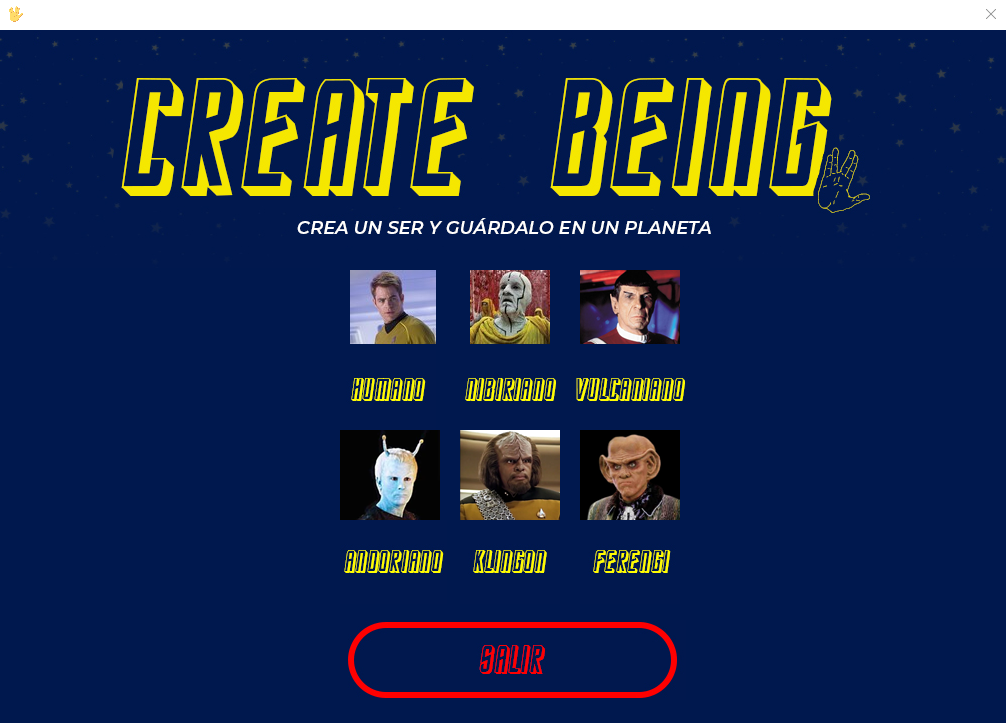 CREATE BEING
CREA UN SER Y GUÁRDALO EN UN PLANETA
HUMANO NIBIRIANO VULCANIANO
ANDORIANO KLINGON FERENGI
SALIR